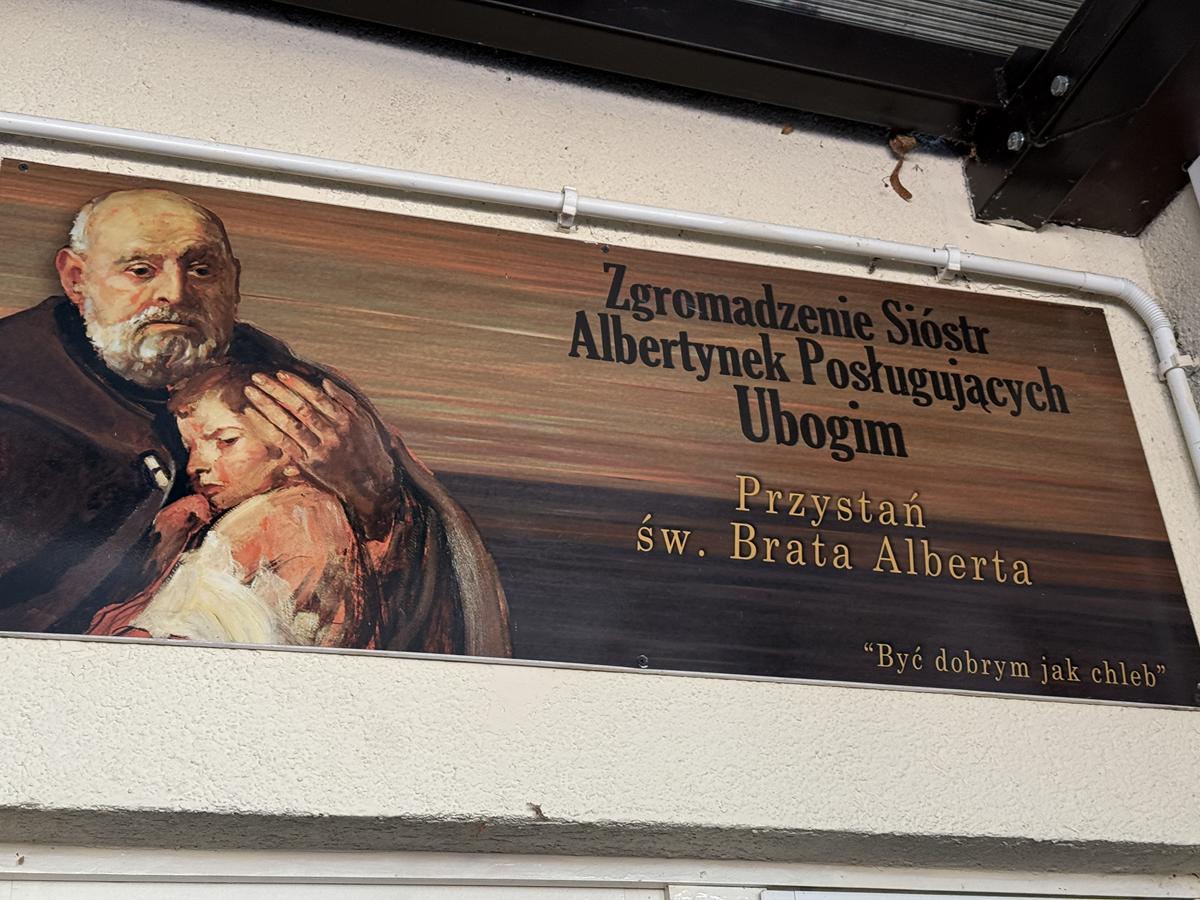 Zgromadzenie Sióstr
Albertynek Posługujących
Ubogim
Przystań
św. Brata Alberta
“Być dobrym jak chleb”